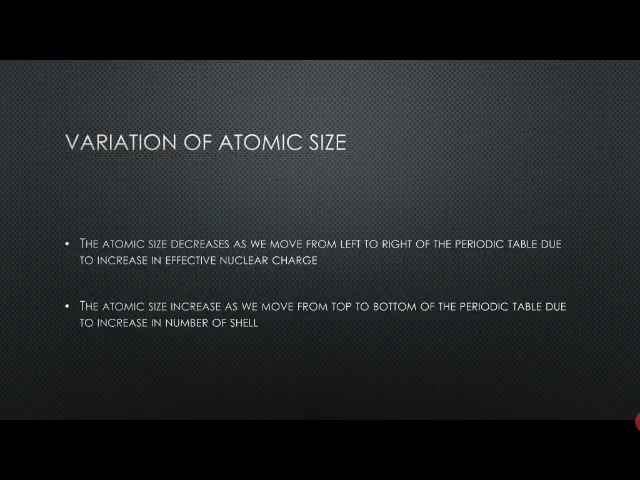 VARIATION OF ATOMIC SIZE
• THE ATOMIC SIZE DECREASES AS WE MOVE FROM LEFT TO RIGHT OF THE PERIODIC TABLE DUE
TO INCREASE IN EFFECTIVE NUCLEAR CHARGE
• THE ATOMIC SIZE INCREASE AS WE MOVE FROM TOP TO BOTTOM OF THE PERIODIC TABLE DUE
TO INCREASE IN NUMBER OF SHELL